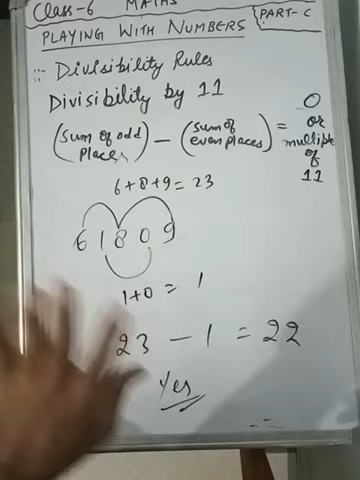 Class-6 MATHS PART-C
PLAYING WITH NUMBERS
Divisibility Rules
Divisibility by 11
(Sum of odd places) - (Sum of even places) = 0 or multiple of 11
6+8+9=23
61809
1+0 = 1
23 - 1 = 22
Yes